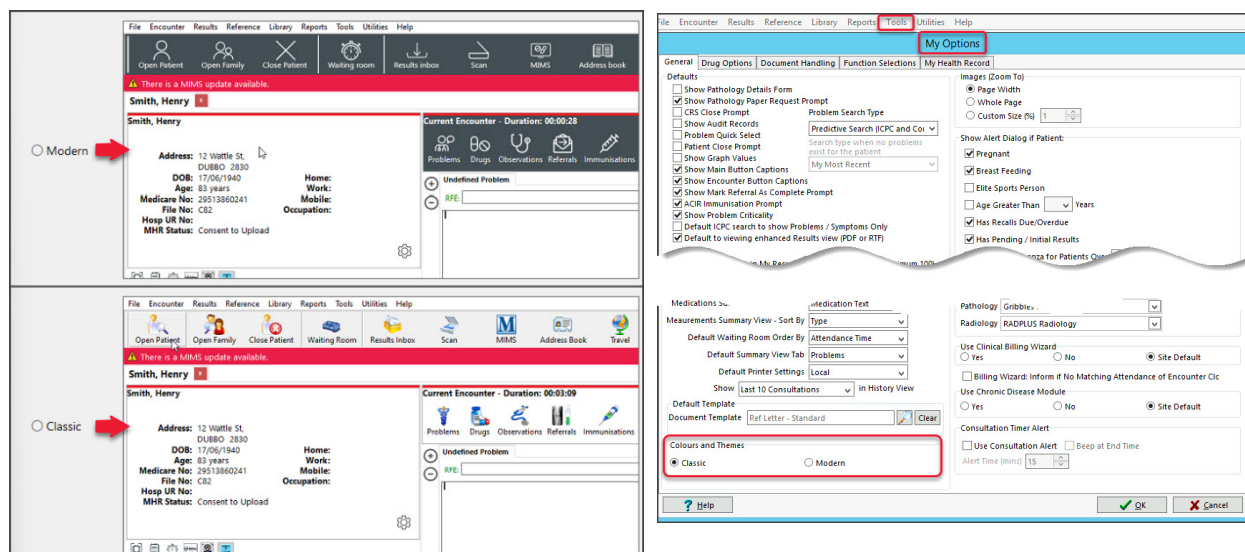 File Encounter Results Reference Library Reports Tools Utilities Help
Open Patient Open Family Close Patient Waiting room Results inbox Scan MIMS Address book
There is a MIMS update available.
Smith, Henry x
Smith, Henry
Current Encounter - Duration: 00:00:28
Problems Drugs Observations Referrals Immunisations
Modern
Address: 12 Wattle St,
DUBBO 2830
DOB: 17/06/1940 Home:
Age: 83 years Work:
Medicare No: 29513860241 Mobile:
File No: C82 Occupation:
Hosp UR No:
MHR Status: Consent to Upload
Undefined Problem
RFE:
File Encounter Results Reference Library Reports Tools Utilities Help
Open Patient Open Family Close Patient Waiting Room Results Inbox Scan MIMS Address Book Travel
There is a MIMS update available.
Smith, Henry x
Smith, Henry
Current Encounter - Duration: 00:03:09
Problems Drugs Observations Referrals Immunisations
Classic
Address: 12 Wattle St,
DUBBO 2830
DOB: 17/06/1940 Home:
Age: 83 years Work:
Medicare No: 29513860241 Mobile:
File No: C82 Occupation:
Hosp UR No:
MHR Status: Consent to Upload
Undefined Problem
RFE:
File Encounter Results Reference Library Reports Tools Utilities Help
My Options
General Drug Options Document Handling Function Selections My Health Record
Defaults
Show Pathology Details Form
Show Pathology Paper Request Prompt
CRS Close Prompt
Show Audit Records
Problem Quick Select
Patient Close Prompt
Show Graph Values
Show Main Button Captions
Show Encounter Button Captions
Show Mark Referral As Complete Prompt
ACIR Immunisation Prompt
Show Problem Criticality
Default ICPC search to show Problems / Symptoms Only
Default to viewing enhanced Results view (PDF or RTF)
Problem Search Type
Predictive Search (ICPC and Cor
Search type when no problems
exist for the patient
My Most Recent
Images (Zoom To)
Page Width
Whole Page
Custom Size (%) 1
Show Alert Dialog if Patient:
Pregnant
Breast Feeding
Elite Sports Person
Age Greater Than Years
Has Recalls Due/Overdue
Has Pending / Initial Results
for Patients
Medication Text
Meaurements Summary View - Sort By Type
Default Waiting Room Order By Attendance Time
Default Summary View Tab Problems
Default Printer Settings Local
Show Last 10 Consultations in History View
Default Template
Document Template Ref Letter - Standard Clear
Colours and Themes
Classic Modern
Pathology Gribbles
Radiology RADPLUS Radiology
Use Clinical Billing Wizard
Yes No Site Default
Billing Wizard: Inform if No Matching Attendance of Encounter Clc
Use Chronic Disease Module
Yes No Site Default
Consultation Timer Alert
Use Consultation Alert Beep at End Time
Alert Time (mins) 15
? Help OK Cancel